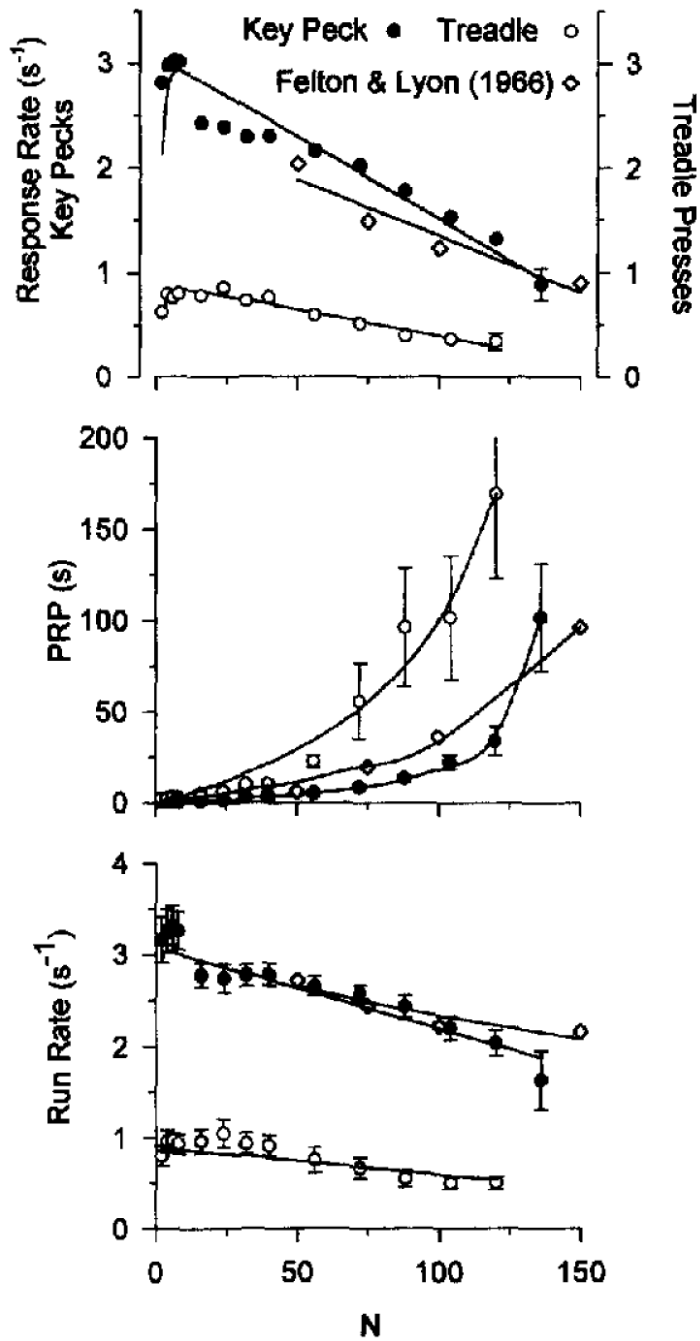 Key Peck ● Treadle ○
Felton & Lyon (1966) ◇
Response Rate (s⁻¹)
Key Pecks
3
2
1
0
3
2
1
0
Treadle Presses
PRP (s)
200
150
100
50
0
Run Rate (s⁻¹)
4
3
2
1
0
0 50 100 150
N